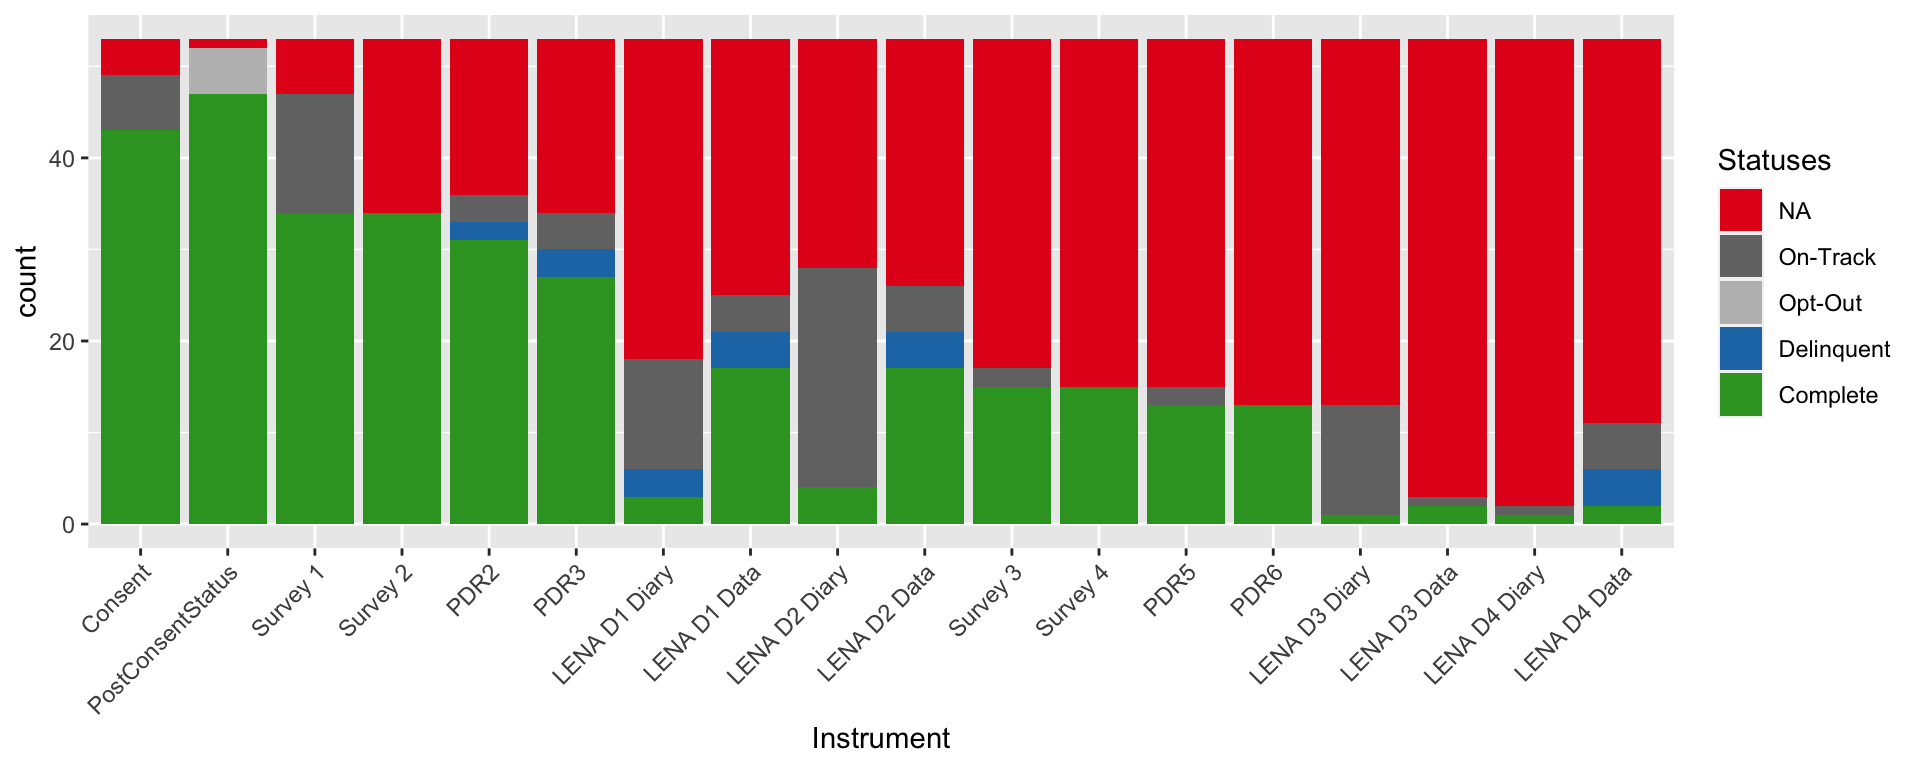 count
40
20
0
Consent
PostConsentStatus
Survey 1
Survey 2
PDR2
PDR3
LENA D1 Diary
LENA D1 Data
LENA D2 Diary
LENA D2 Data
Survey 3
Survey 4
PDR5
PDR6
LENA D3 Diary
LENA D3 Data
LENA D4 Diary
LENA D4 Data
Instrument
Statuses
NA
On-Track
Opt-Out
Delinquent
Complete